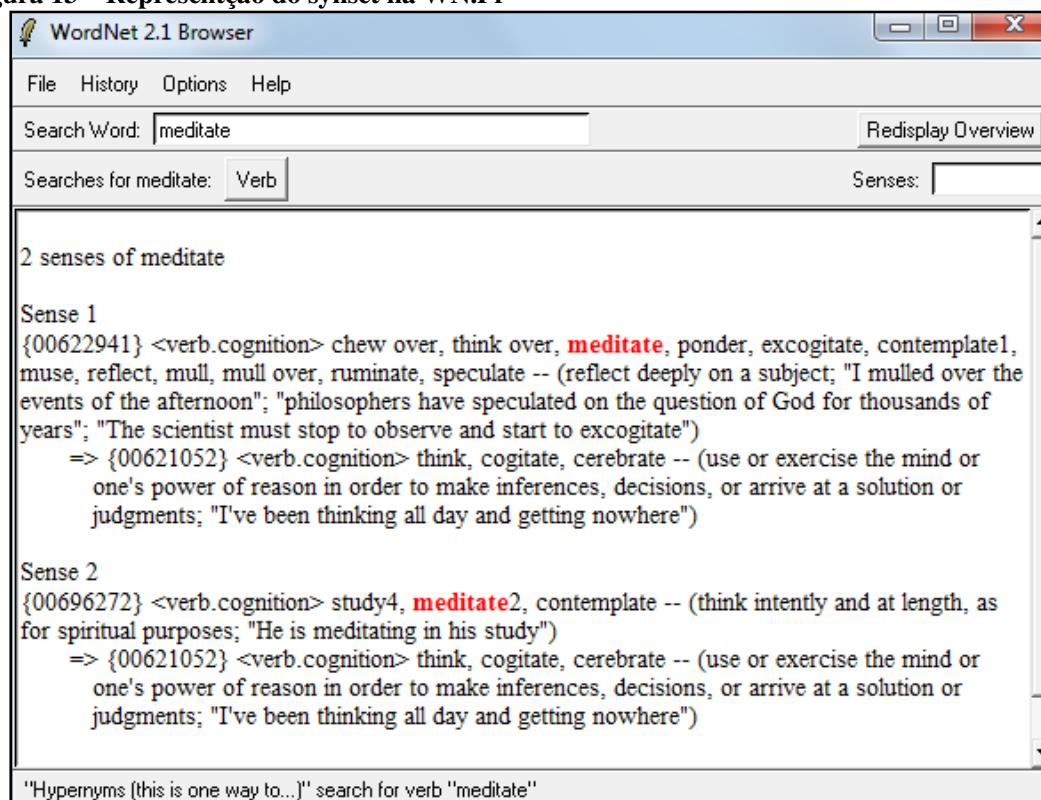 gura 13 – Representção do synset na WN.Pr
WordNet 2.1 Browser
File History Options Help
Search Word: meditate Redisplay Overview
Searches for meditate: Verb Senses:
2 senses of meditate
Sense 1
{00622941} <verb.cognition> chew over, think over, meditate, ponder, excogitate, contemplate1,
muse, reflect, mull, mull over, ruminate, speculate -- (reflect deeply on a subject; "I mulled over the
events of the afternoon"; "philosophers have speculated on the question of God for thousands of
years"; "The scientist must stop to observe and start to excogitate")
=> {00621052} <verb.cognition> think, cogitate, cerebrate -- (use or exercise the mind or
one's power of reason in order to make inferences, decisions, or arrive at a solution or
judgments; "I've been thinking all day and getting nowhere")
Sense 2
{00696272} <verb.cognition> study4, meditate2, contemplate -- (think intently and at length, as
for spiritual purposes; "He is meditating in his study")
=> {00621052} <verb.cognition> think, cogitate, cerebrate -- (use or exercise the mind or
one's power of reason in order to make inferences, decisions, or arrive at a solution or
judgments; "I've been thinking all day and getting nowhere")
"Hypernyms (this is one way to...)" search for verb "meditate"